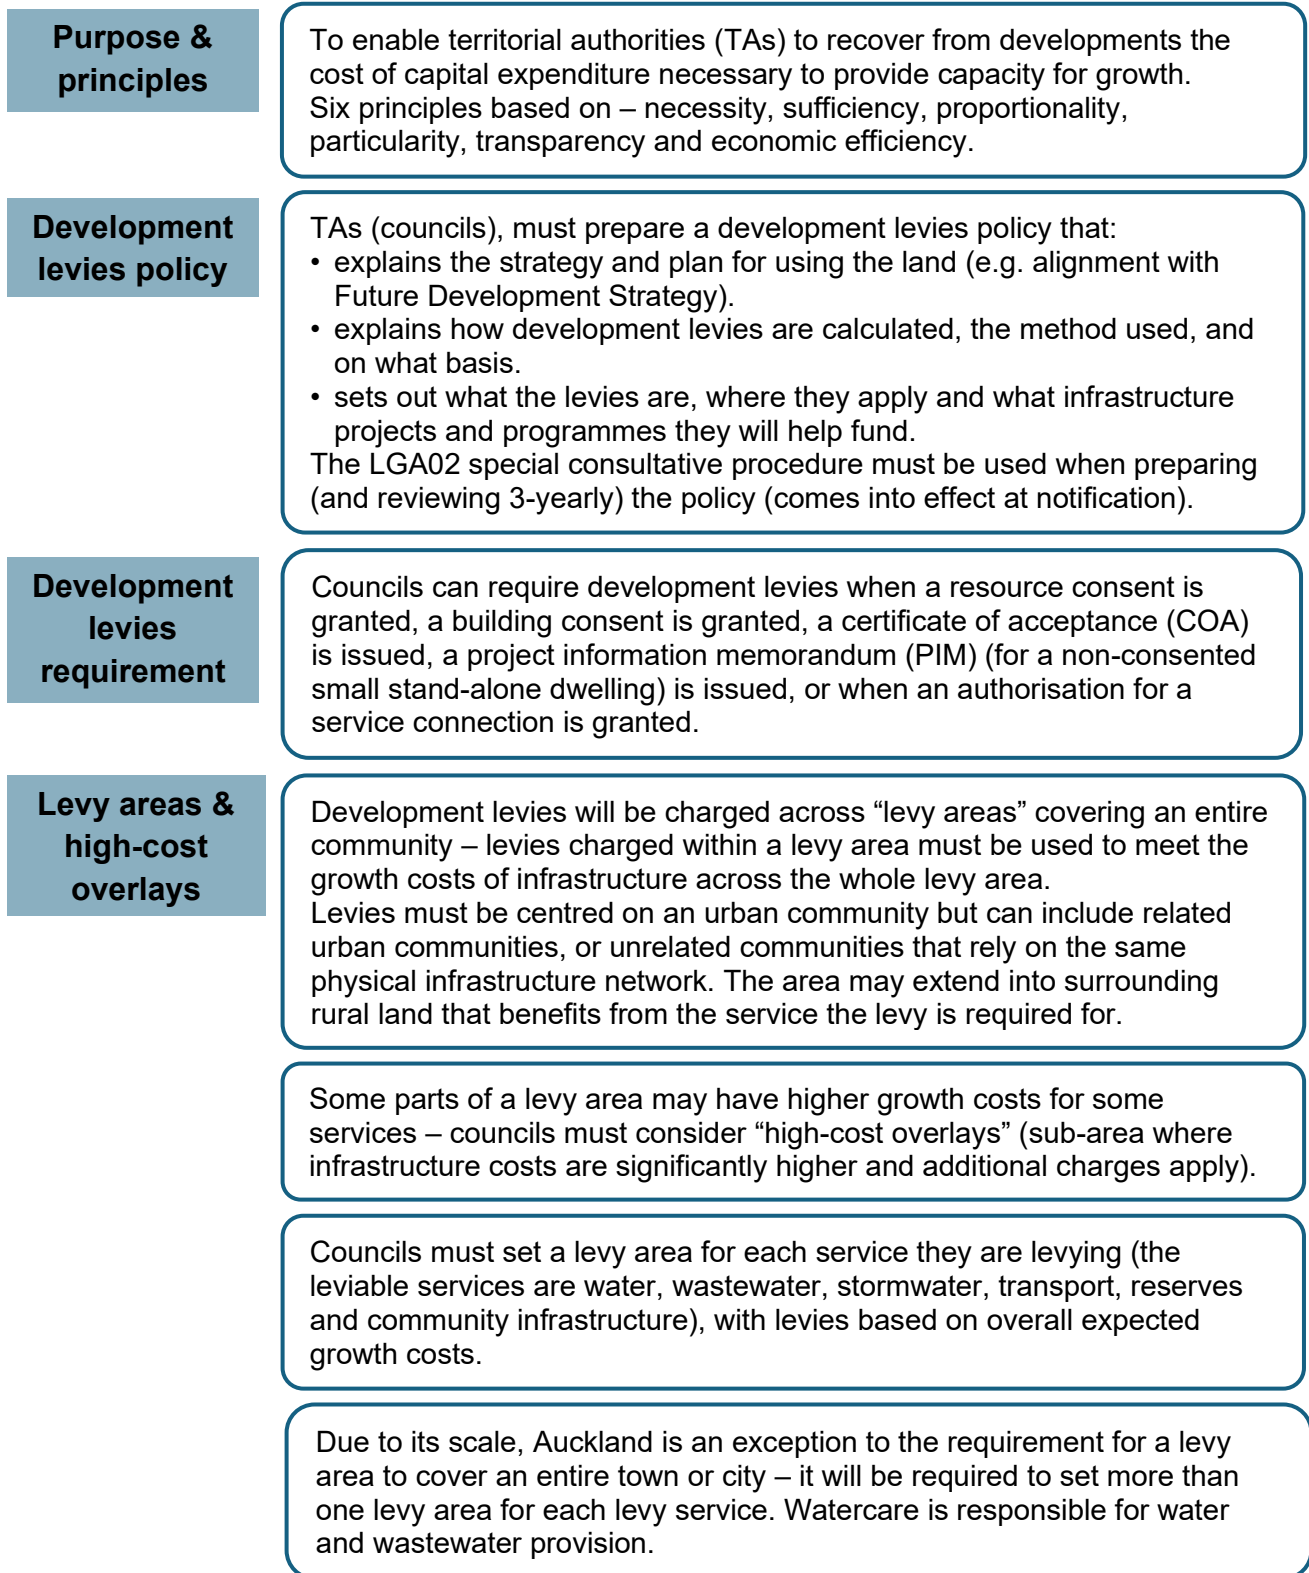 Purpose &
principles
To enable territorial authorities (TAs) to recover from developments the
cost of capital expenditure necessary to provide capacity for growth.
Six principles based on – necessity, sufficiency, proportionality,
particularity, transparency and economic efficiency.
Development
levies policy
TAs (councils), must prepare a development levies policy that:
• explains the strategy and plan for using the land (e.g. alignment with
Future Development Strategy).
• explains how development levies are calculated, the method used, and
on what basis.
• sets out what the levies are, where they apply and what infrastructure
projects and programmes they will help fund.
The LGA02 special consultative procedure must be used when preparing
(and reviewing 3-yearly) the policy (comes into effect at notification).
Development
levies
requirement
Councils can require development levies when a resource consent is
granted, a building consent is granted, a certificate of acceptance (COA)
is issued, a project information memorandum (PIM) (for a non-consented
small stand-alone dwelling) is issued, or when an authorisation for a
service connection is granted.
Levy areas &
high-cost
overlays
Development levies will be charged across “levy areas” covering an entire
community – levies charged within a levy area must be used to meet the
growth costs of infrastructure across the whole levy area.
Levies must be centred on an urban community but can include related
urban communities, or unrelated communities that rely on the same
physical infrastructure network. The area may extend into surrounding
rural land that benefits from the service the levy is required for.
Some parts of a levy area may have higher growth costs for some
services – councils must consider “high-cost overlays” (sub-area where
infrastructure costs are significantly higher and additional charges apply).
Councils must set a levy area for each service they are levying (the
leviable services are water, wastewater, stormwater, transport, reserves
and community infrastructure), with levies based on overall expected
growth costs.
Due to its scale, Auckland is an exception to the requirement for a levy
area to cover an entire town or city – it will be required to set more than
one levy area for each levy service. Watercare is responsible for water
and wastewater provision.